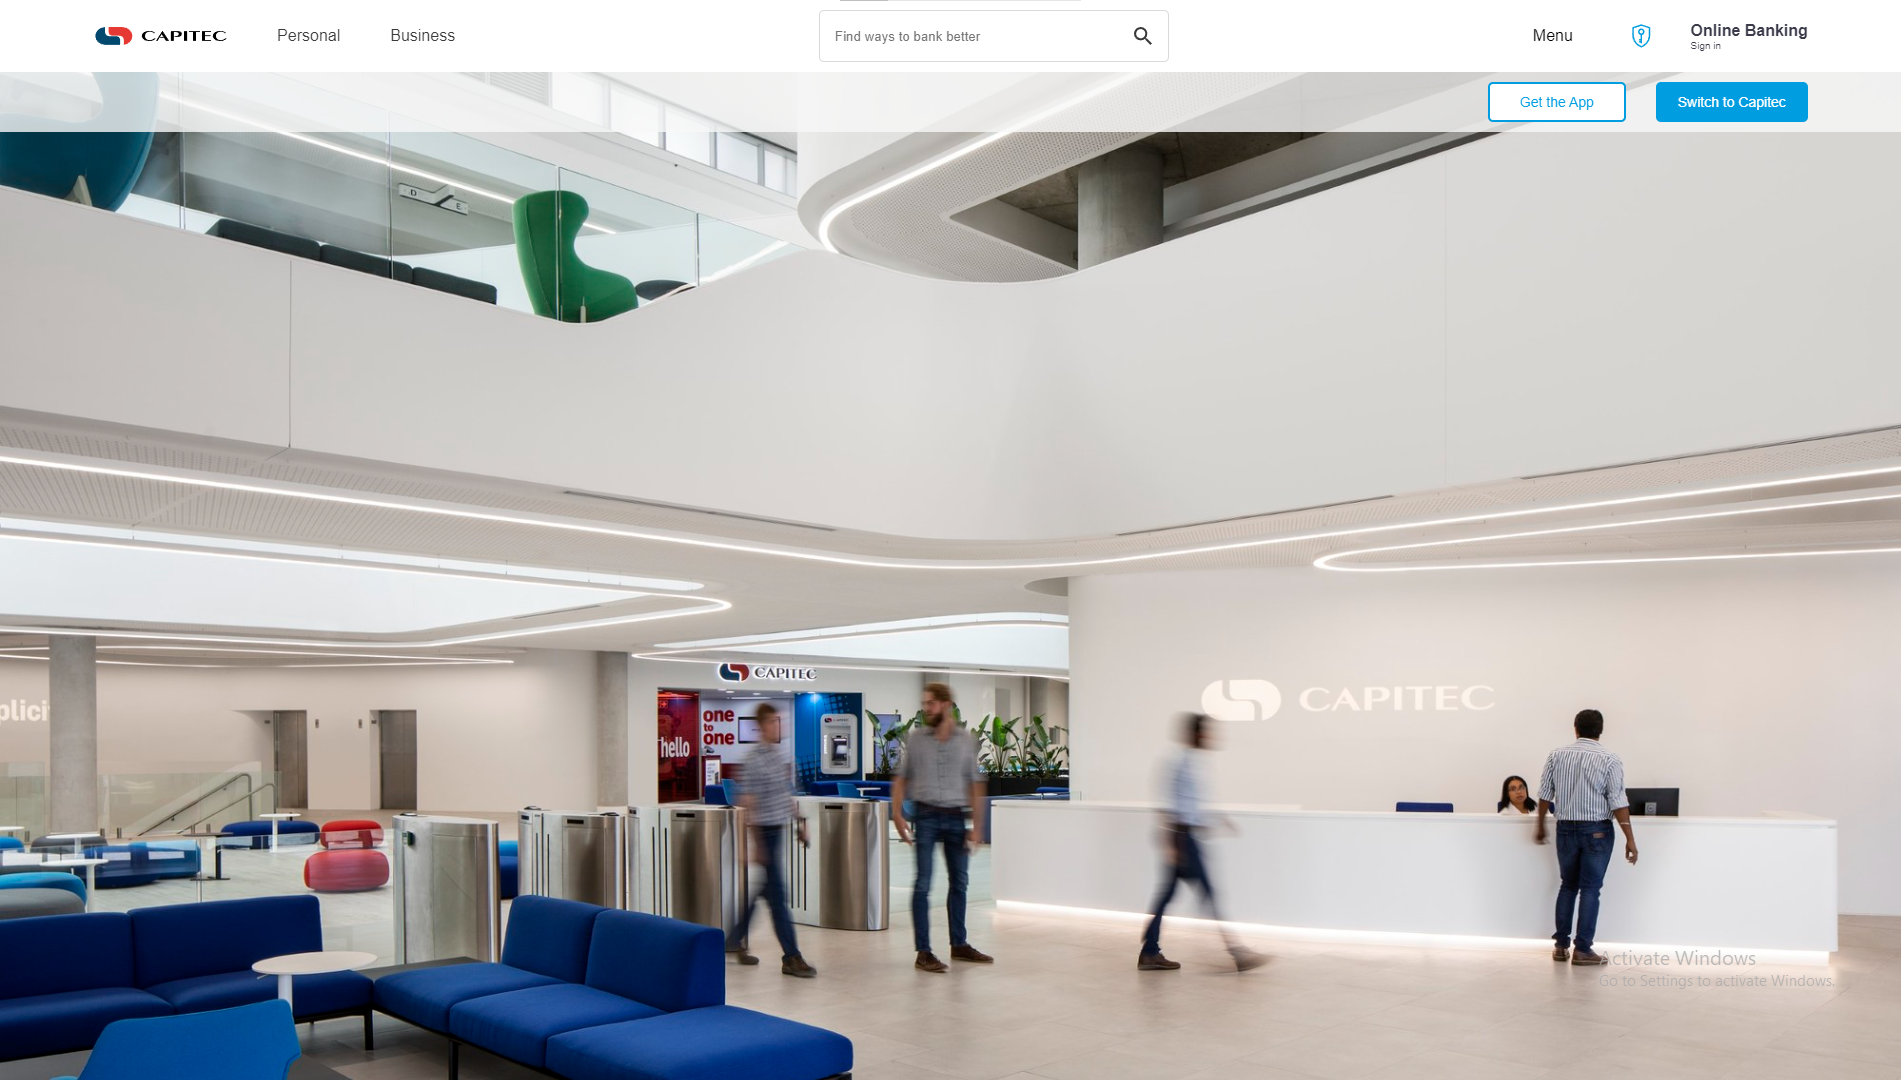 CAPITEC
Personal
Business
Find ways to bank better
Menu
Online Banking
Sign in
Get the App
Switch to Capitec
D
E
plici
CAPITEC
one
to
one
hello
CAPITEC
Activate Windows
Go to Settings to activate Windows.